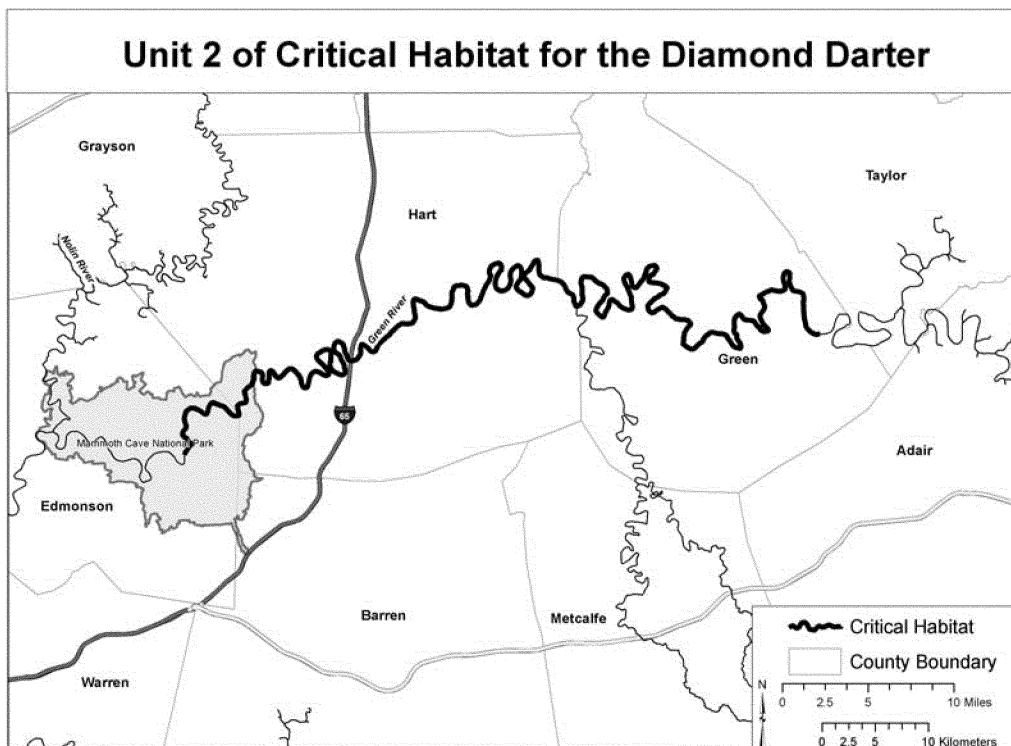 Unit 2 of Critical Habitat for the Diamond Darter
Grayson
Taylor
Hart
Nolin River
Green River
Green
65
Mammoth Cave National Park
Adair
Edmonson
Barren
Metcalfe
Warren
Critical Habitat
County Boundary
N
0 2.5 5 10 Miles
0 2.5 5 10 Kilometers